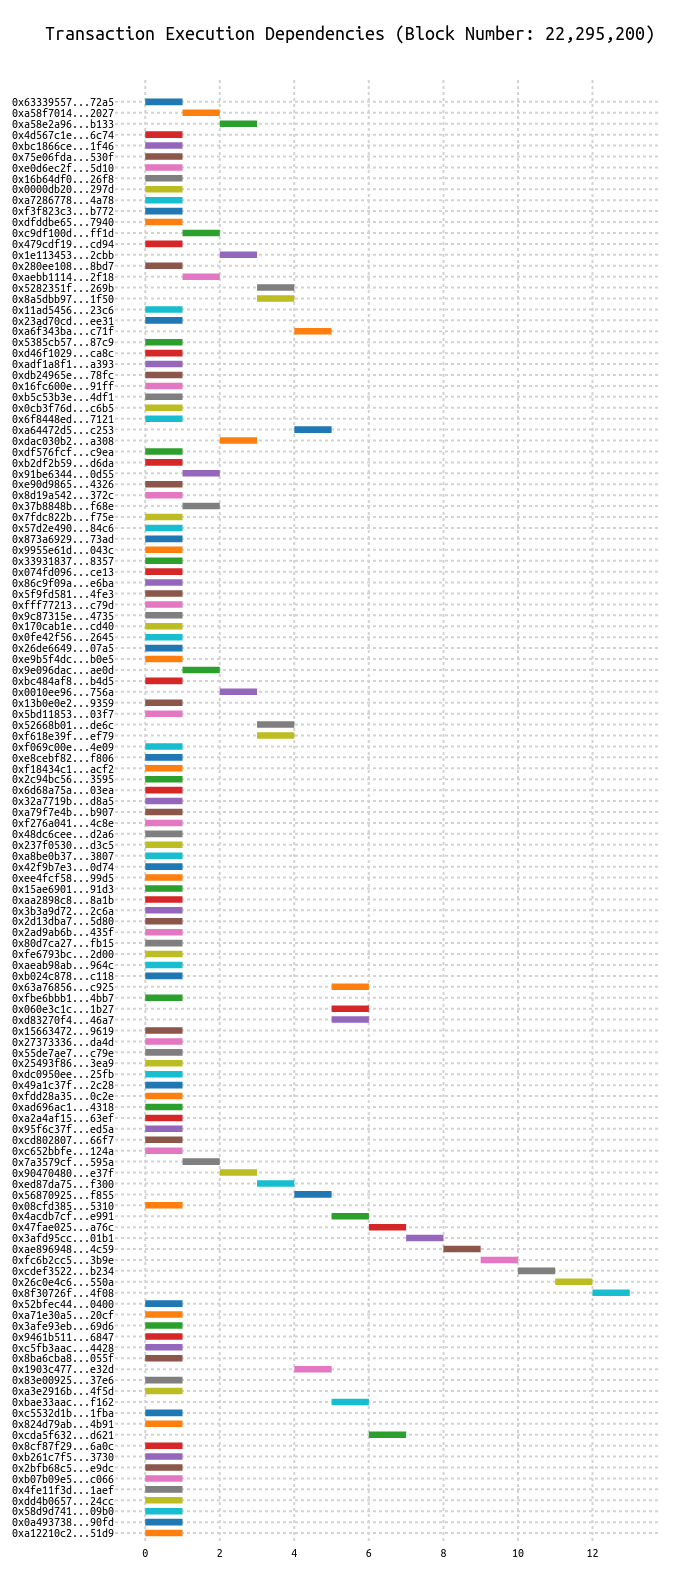 Transaction Execution Dependencies (Block Number: 22,295,200)
0x63339557...72a5
0xa58f7014...2027
0xa58e2a96...b133
0x4d567c1e...6c74
0xbc1866ce...1f46
0x75e06fda...530f
0xe0d6ec2f...5d10
0x16b64df0...26f8
0x0000db20...297d
0xa7286778...4a78
0xf3f823c3...b772
0xdfddbe65...7940
0xc9df100d...ff1d
0x479cdf19...cd94
0x1e113453...2cbb
0x280ee108...8bd7
0xaebb1114...2f18
0x5282351f...269b
0x8a5dbb97...1f50
0x11ad5456...23c6
0x23ad70cd...ee31
0xa6f343ba...c71f
0x5385cb57...87c9
0xd46f1029...ca8c
0xadf1a8f1...a393
0xdb24965e...78fc
0x16fc600e...91ff
0xb5c53b3e...4df1
0x0cb3f76d...c6b5
0x6f8448ed...7121
0xa64472d5...c253
0xdac030b2...a308
0xdf576fcf...c9ea
0xb2df2b59...d6da
0x91be6344...0d55
0xe90d9865...4326
0x8d19a542...372c
0x37b8848b...f68e
0x7fdc822b...f75e
0x57d2e490...84c6
0x873a6929...73ad
0x9955e61d...043c
0x33931837...8357
0x074fd096...ce13
0x86c9f09a...e6ba
0x5f9fd581...4fe3
0xfff77213...c79d
0x9c87315e...4735
0x170cab1e...cd40
0x0fe42f56...2645
0x26de6649...07a5
0xe9b5f4dc...b0e5
0x9e096dac...ae0d
0xbc484af8...b4d5
0x0010ee96...756a
0x13b0e0e2...9359
0x5bd11853...03f7
0x52668b01...de6c
0xf618e39f...ef79
0xf069c00e...4e09
0xe8cebf82...f806
0xf18434c1...acf2
0x2c94bc56...3595
0x6d68a75a...03ea
0x32a7719b...d8a5
0xa79f7e4b...b907
0xf276a041...4c8e
0x48dc6cee...d2a6
0x237f0530...d3c5
0xa8be0b37...3807
0x42f9b7e3...0d74
0xee4fcf58...99d5
0x15ae6901...91d3
0xaa2898c8...8a1b
0x3b3a9d72...2c6a
0x2d13dba7...5d80
0x2ad9ab6b...435f
0x80d7ca27...fb15
0xfe6793bc...2d00
0xaeab98ab...964c
0xb024c878...c118
0x63a76856...c925
0xfbe6bbb1...4bb7
0x060e3c1c...1b27
0xd83270f4...46a7
0x15663472...9619
0x27373336...da4d
0x55de7ae7...c79e
0x25493f86...3ea9
0xdc0950ee...25fb
0x49a1c37f...2c28
0xfdd28a35...0c2e
0xad696ac1...4318
0xa2a4af15...63ef
0x95f6c37f...ed5a
0xcd802807...66f7
0xc652bbfe...124a
0x7a3579cf...595a
0x90470480...e37f
0xed87da75...f300
0x56870925...f855
0x08cfd385...5310
0x4acdb7cf...e991
0x47fae025...a76c
0x3afd95cc...01b1
0xae896948...4c59
0xfc6b2cc5...3b9e
0xcdef3522...b234
0x26c0e4c6...550a
0x8f30726f...4f08
0x52bfec44...0400
0xa71e30a5...20cf
0x3afe93eb...69d6
0x9461b511...6847
0xc5fb3aac...4428
0x8ba6cba8...055f
0x1903c477...e32d
0x83e00925...37e6
0xa3e2916b...4f5d
0xbae33aac...f162
0xc5532d1b...1fba
0x824d79ab...4b91
0xcda5f632...d621
0x8cf87f29...6a0c
0xb261c7f5...3730
0x2bfb68c5...e9dc
0xb07b09e5...c066
0x4fe11f3d...1aef
0xdd4b0657...24cc
0x58d9d741...09b0
0x0a493738...90fd
0xa12210c2...51d9
0 2 4 6 8 10 12